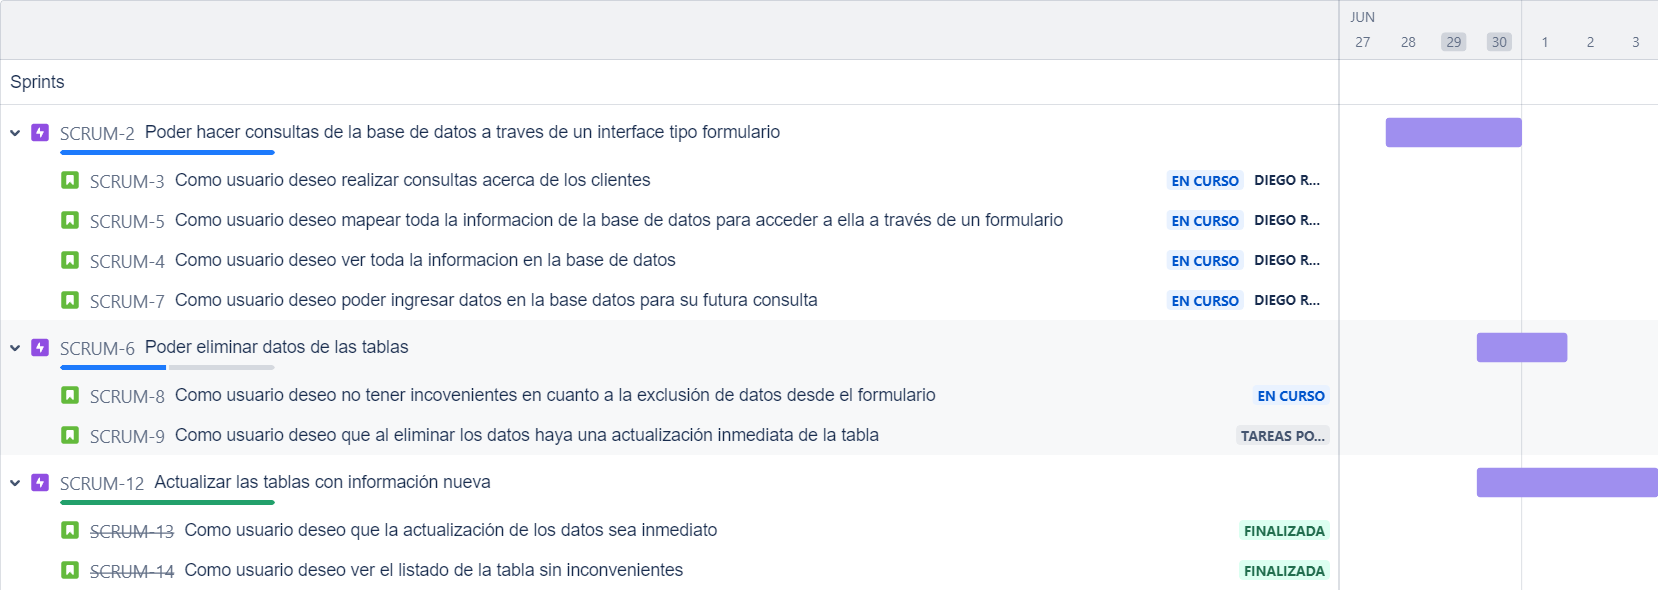 JUN
27 28 29 30 1 2 3
Sprints
SCRUM-2 Poder hacer consultas de la base de datos a traves de un interface tipo formulario
SCRUM-3 Como usuario deseo realizar consultas acerca de los clientes EN CURSO DIEGO R...
SCRUM-5 Como usuario deseo mapear toda la informacion de la base de datos para acceder a ella a través de un formulario EN CURSO DIEGO R...
SCRUM-4 Como usuario deseo ver toda la informacion en la base de datos EN CURSO DIEGO R...
SCRUM-7 Como usuario deseo poder ingresar datos en la base datos para su futura consulta EN CURSO DIEGO R...
SCRUM-6 Poder eliminar datos de las tablas
SCRUM-8 Como usuario deseo no tener incovenientes en cuanto a la exclusión de datos desde el formulario EN CURSO
SCRUM-9 Como usuario deseo que al eliminar los datos haya una actualización inmediata de la tabla TAREAS PO...
SCRUM-12 Actualizar las tablas con información nueva
SCRUM-13 Como usuario deseo que la actualización de los datos sea inmediato FINALIZADA
SCRUM-14 Como usuario deseo ver el listado de la tabla sin inconvenientes FINALIZADA